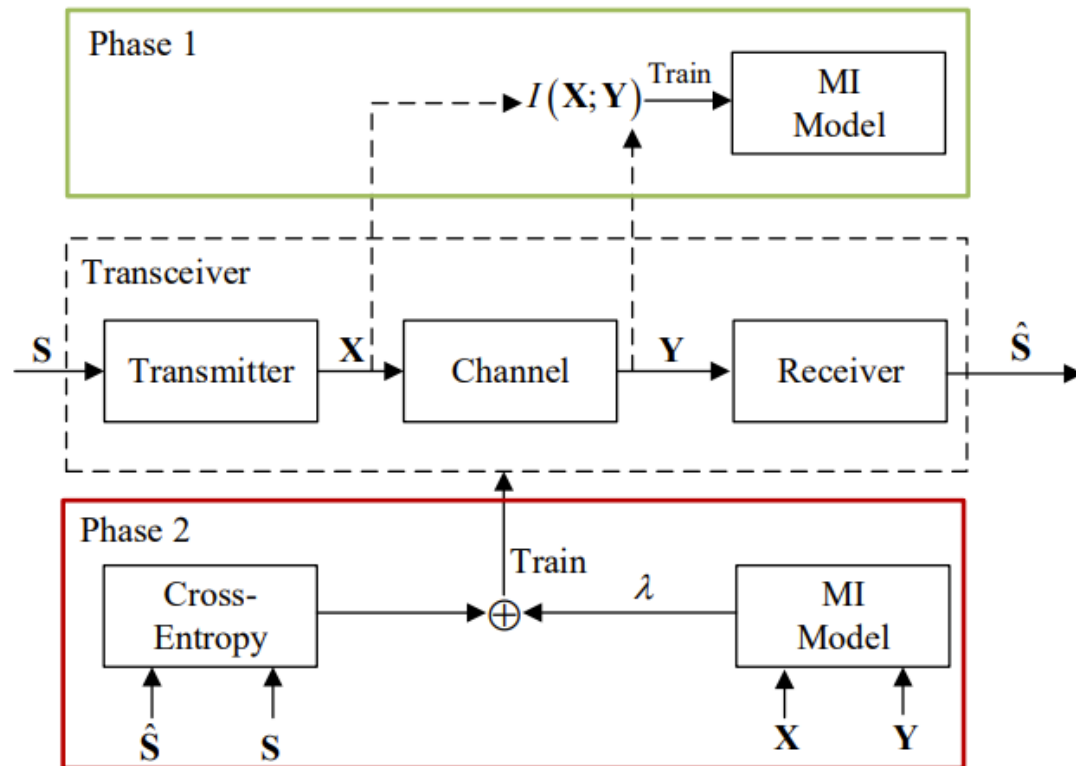 Phase 1
I(X;Y)
Train
MI
Model
Transceiver
S
Transmitter
X
Channel
Y
Receiver
Ŝ
Phase 2
Cross-
Entropy
Train
λ
MI
Model
Ŝ
S
X
Y